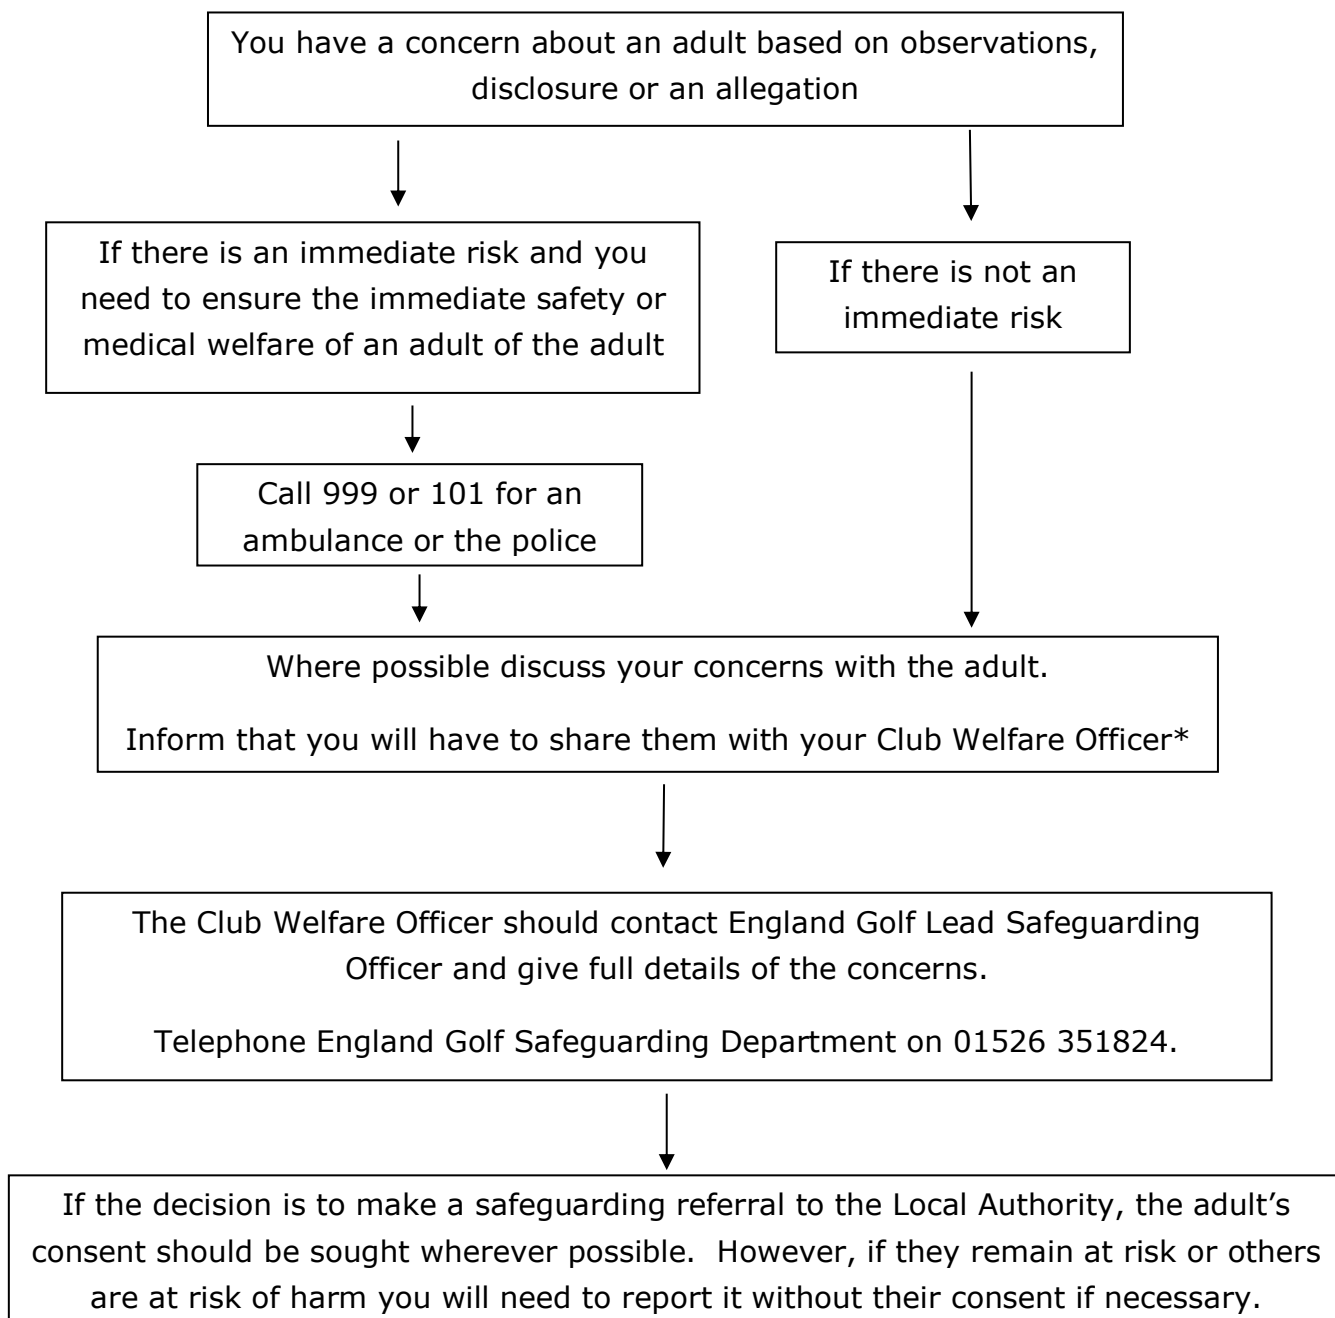 You have a concern about an adult based on observations,
disclosure or an allegation
If there is an immediate risk and you
need to ensure the immediate safety or
medical welfare of an adult of the adult
If there is not an
immediate risk
Call 999 or 101 for an
ambulance or the police
Where possible discuss your concerns with the adult.
Inform that you will have to share them with your Club Welfare Officer*
The Club Welfare Officer should contact England Golf Lead Safeguarding
Officer and give full details of the concerns.
Telephone England Golf Safeguarding Department on 01526 351824.
If the decision is to make a safeguarding referral to the Local Authority, the adult’s
consent should be sought wherever possible.  However, if they remain at risk or others
are at risk of harm you will need to report it without their consent if necessary.